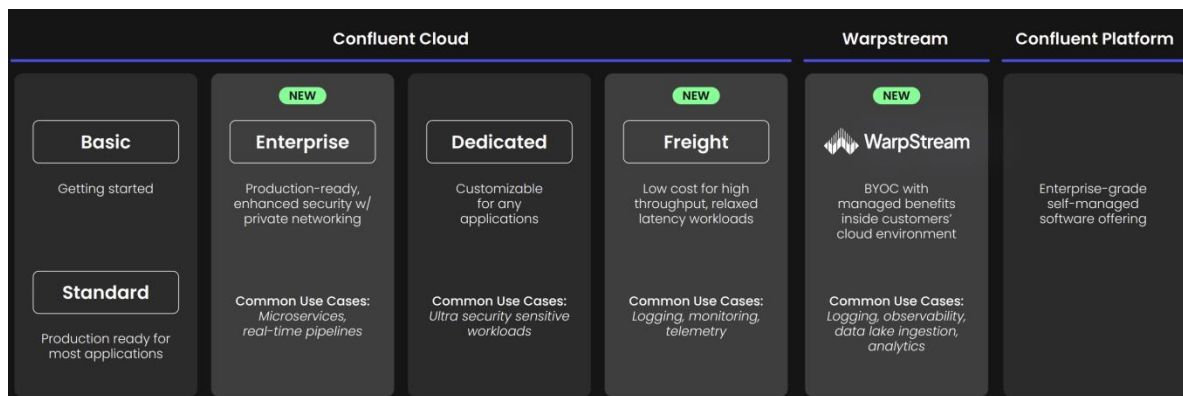 Confluent Cloud
Warpstream
Confluent Platform
Basic
Getting started
Standard
Production ready for
most applications
NEW
Enterprise
Production-ready,
enhanced security w/
private networking
Common Use Cases:
Microservices,
real-time pipelines
Dedicated
Customizable
for any
applications
Common Use Cases:
Ultra security sensitive
workloads
NEW
Freight
Low cost for high
throughput, relaxed
latency workloads
Common Use Cases:
Logging, monitoring,
telemetry
NEW
WarpStream
BYOC with
managed benefits
inside customers'
cloud environment
Common Use Cases:
Logging, observability,
data lake ingestion,
analytics
Enterprise-grade
self-managed
software offering